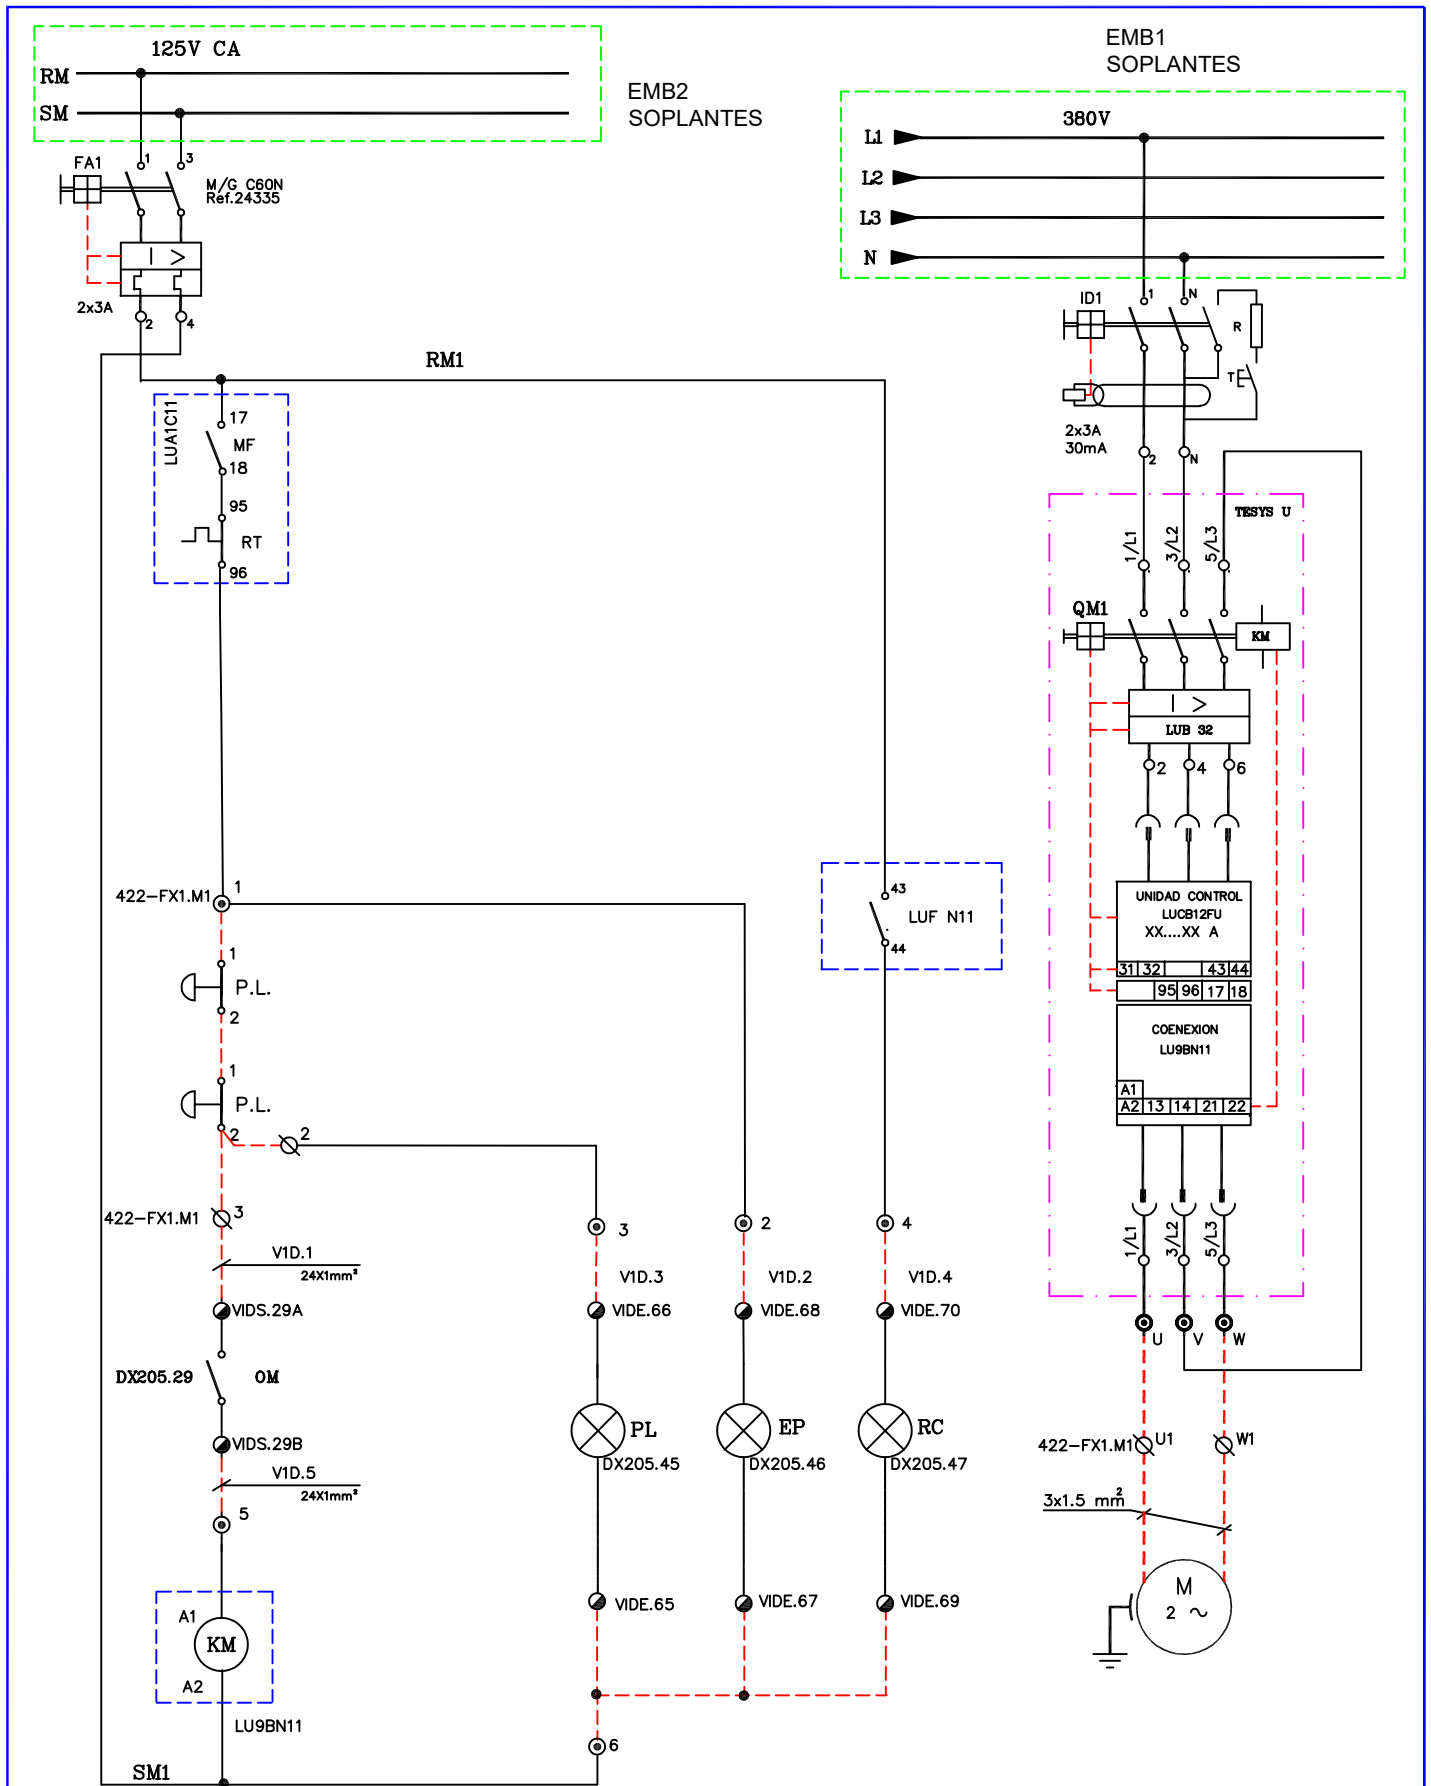 125V CA
RM
SM
EMB2
SOPLANTES
EMB1
SOPLANTES
380V
L1
L2
L3
N
FA1
1
3
M/G C60N
Ref.24335
I >
2x3A
2
4
RM1
LUA1C11
17
MF
18
95
RT
96
422-FX1.M1
1
1
P.L.
2
1
P.L.
2
2
422-FX1.M1
3
V1D.1
24X1mm²
VIDS.29A
DX205.29
OM
VIDS.29B
V1D.5
24X1mm²
5
A1
KM
A2
LU9BN11
SM1
3
V1D.3
VIDE.66
PL
DX205.45
VIDE.65
6
2
V1D.2
VIDE.68
EP
DX205.46
VIDE.67
43
LUF N11
44
4
V1D.4
VIDE.70
RC
DX205.47
VIDE.69
ID1
1
N
R
T
2x3A
30mA
2
N
TESYS U
1/L1
3/L2
5/L3
QM1
KM
I >
LUB 32
2
4
6
UNIDAD CONTROL
LUCB12FU
XX....XX A
31 32 43 44
95 96 17 18
COENEXION
LU9BN11
A1
A2 13 14 21 22
1/L1
3/L2
5/L3
U
V
W
422-FX1.M1
U1
W1
3x1.5 mm²
M
2 ~